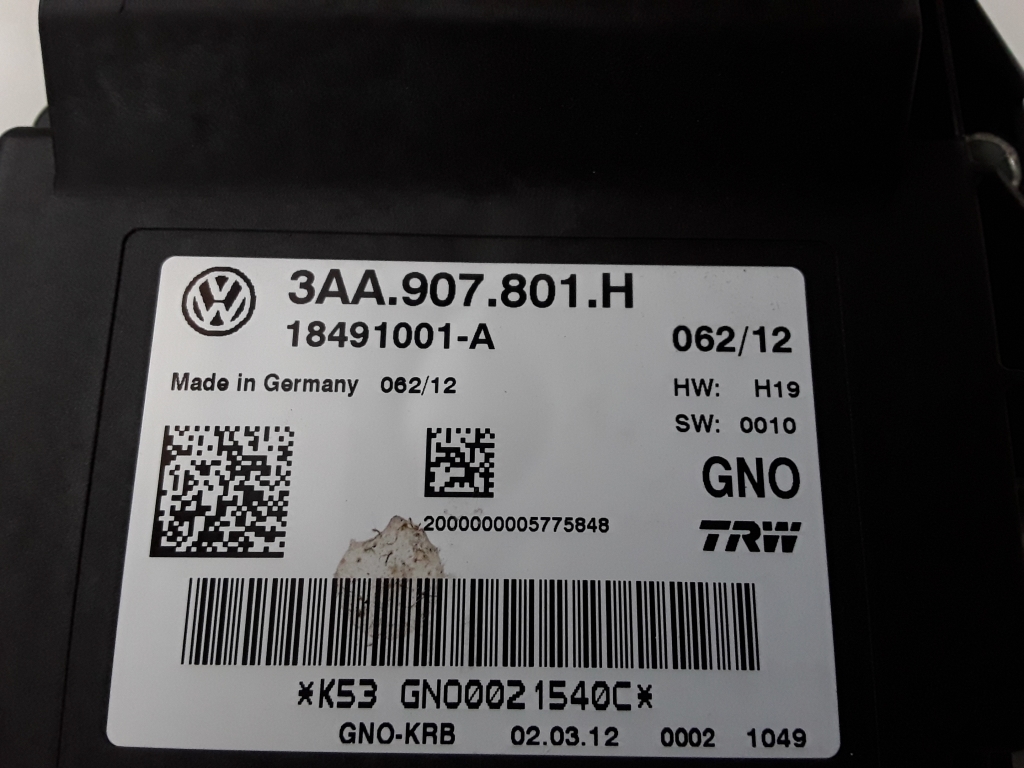 3AA.907.801.H
18491001-A 062/12
Made in Germany 062/12 HW: H19
SW: 0010
GNO
2000000005775848 TRW
*K53 GNO00021540C*
GNO-KRB 02.03.12 0002 1049